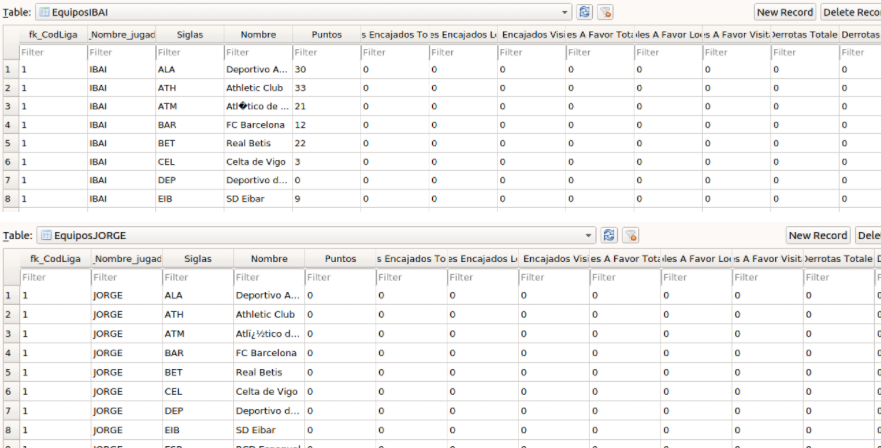 Table: EquiposIBAI New Record Delete Recor
fk_CodLiga _Nombre_jugad Siglas Nombre Puntos s Encajados To es Encajados Lo Encajados Visi es A Favor Tota les A Favor Loc es A Favor Visit Derrotas Totale Derrotas
Filter Filter Filter Filter Filter Filter Filter Filter Filter Filter Filter Filter Filter
1 1 IBAI ALA Deportivo A... 30 0 0 0 0 0 0 0 0
2 1 IBAI ATH Athletic Club 33 0 0 0 0 0 0 0 0
3 1 IBAI ATM Atl�tico de ... 21 0 0 0 0 0 0 0 0
4 1 IBAI BAR FC Barcelona 12 0 0 0 0 0 0 0 0
5 1 IBAI BET Real Betis 22 0 0 0 0 0 0 0 0
6 1 IBAI CEL Celta de Vigo 3 0 0 0 0 0 0 0 0
7 1 IBAI DEP Deportivo d... 0 0 0 0 0 0 0 0 0
8 1 IBAI EIB SD Eibar 9 0 0 0 0 0 0 0 0
Table: EquiposJORGE New Record Delet
fk_CodLiga _Nombre_jugad Siglas Nombre Puntos s Encajados To es Encajados Lo Encajados Visi es A Favor Tota les A Favor Loc es A Favor Visit Derrotas Totale D
Filter Filter Filter Filter Filter Filter Filter Filter Filter Filter Filter Filter
1 1 JORGE ALA Deportivo A... 0 0 0 0 0 0 0 0 0
2 1 JORGE ATH Athletic Club 0 0 0 0 0 0 0 0 0
3 1 JORGE ATM Atlï¿½tico d... 0 0 0 0 0 0 0 0 0
4 1 JORGE BAR FC Barcelona 0 0 0 0 0 0 0 0 0
5 1 JORGE BET Real Betis 0 0 0 0 0 0 0 0 0
6 1 JORGE CEL Celta de Vigo 0 0 0 0 0 0 0 0 0
7 1 JORGE DEP Deportivo d... 0 0 0 0 0 0 0 0 0
8 1 JORGE EIB SD Eibar 0 0 0 0 0 0 0 0 0